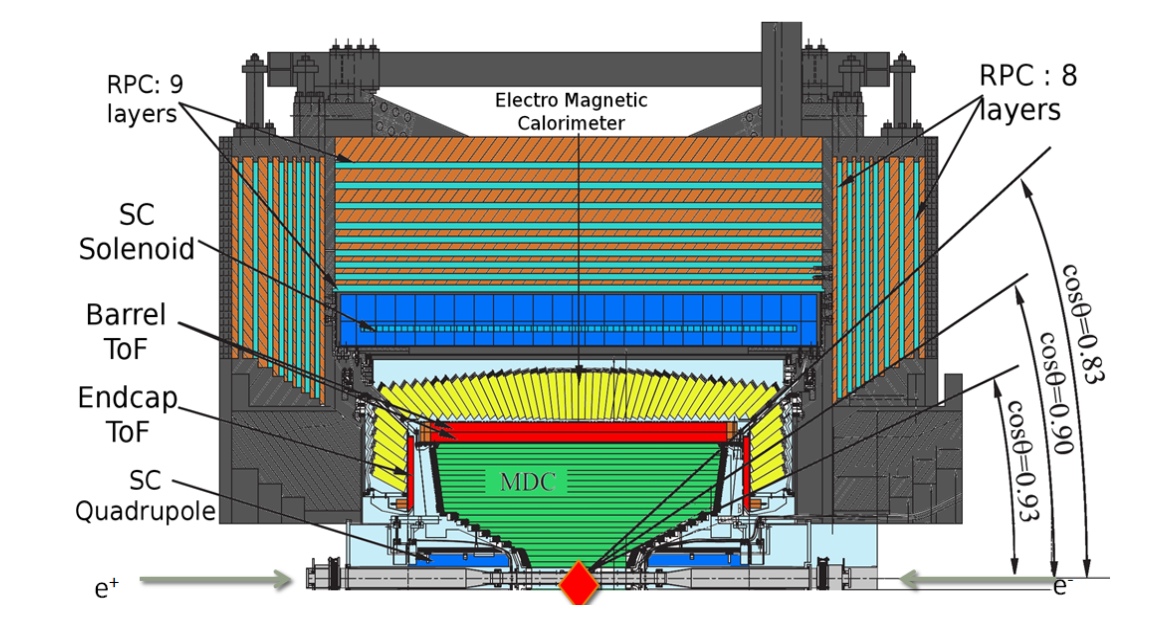 RPC: 9
layers
Electro Magnetic
Calorimeter
RPC : 8
layers
SC
Solenoid
Barrel
ToF
Endcap
ToF
SC
Quadrupole
MDC
cosθ=0.83
cosθ=0.90
cosθ=0.93
e⁺
e⁻